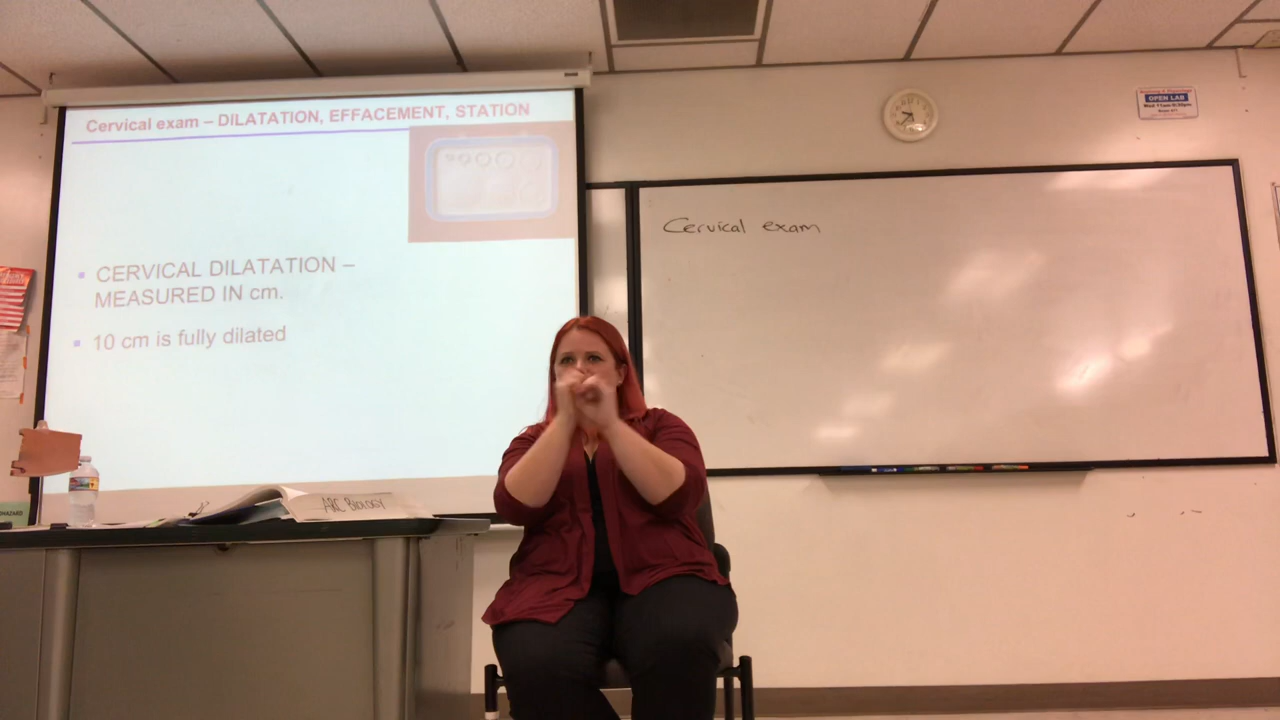 Cervical exam – DILATATION, EFFACEMENT, STATION
▪ CERVICAL DILATATION –
MEASURED IN cm.
▪ 10 cm is fully dilated
Cervical exam
OPEN LAB
ARC BIOLOGY